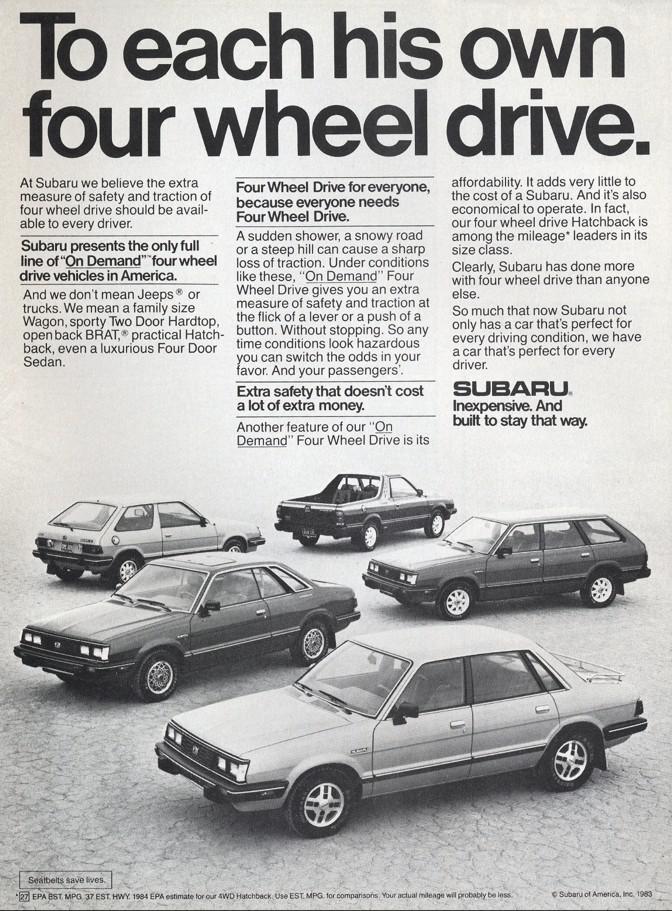 To each his own
four wheel drive.
At Subaru we believe the extra
measure of safety and traction of
four wheel drive should be avail-
able to every driver.
Subaru presents the only full
line of "On Demand"™ four wheel
drive vehicles in America.
And we don't mean Jeeps® or
trucks. We mean a family size
Wagon, sporty Two Door Hardtop,
open back BRAT,® practical Hatch-
back, even a luxurious Four Door
Sedan.
Four Wheel Drive for everyone,
because everyone needs
Four Wheel Drive.
A sudden shower, a snowy road
or a steep hill can cause a sharp
loss of traction. Under conditions
like these, "On Demand" Four
Wheel Drive gives you an extra
measure of safety and traction at
the flick of a lever or a push of a
button. Without stopping. So any
time conditions look hazardous
you can switch the odds in your
favor. And your passengers'.
Extra safety that doesn't cost
a lot of extra money.
Another feature of our "On
Demand" Four Wheel Drive is its
affordability. It adds very little to
the cost of a Subaru. And it's also
economical to operate. In fact,
our four wheel drive Hatchback is
among the mileage* leaders in its
size class.
Clearly, Subaru has done more
with four wheel drive than anyone
else.
So much that now Subaru not
only has a car that's perfect for
every driving condition, we have
a car that's perfect for every
driver.
SUBARU®
Inexpensive. And
built to stay that way.
Seatbelts save lives.
*27 EPA EST. MPG. 37 EST. HWY. 1984 EPA estimate for our 4WD Hatchback. Use EST. MPG. for comparisons. Your actual mileage will probably be less.
© Subaru of America, Inc. 1983